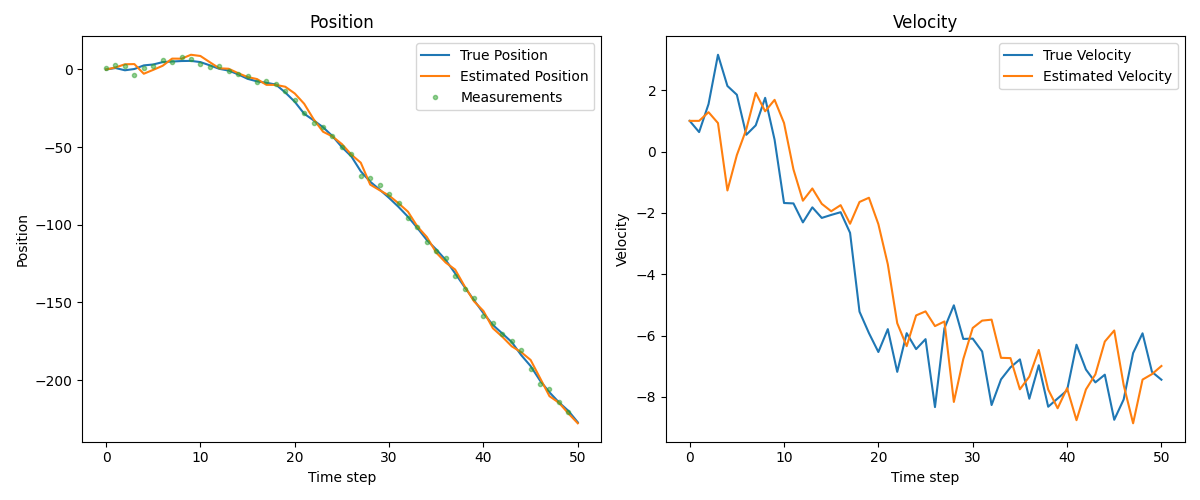 Position
Velocity
True Position
Estimated Position
Measurements
True Velocity
Estimated Velocity
Position
0
−50
−100
−150
−200
0
10
20
30
40
50
Time step
Velocity
2
0
−2
−4
−6
−8
0
10
20
30
40
50
Time step